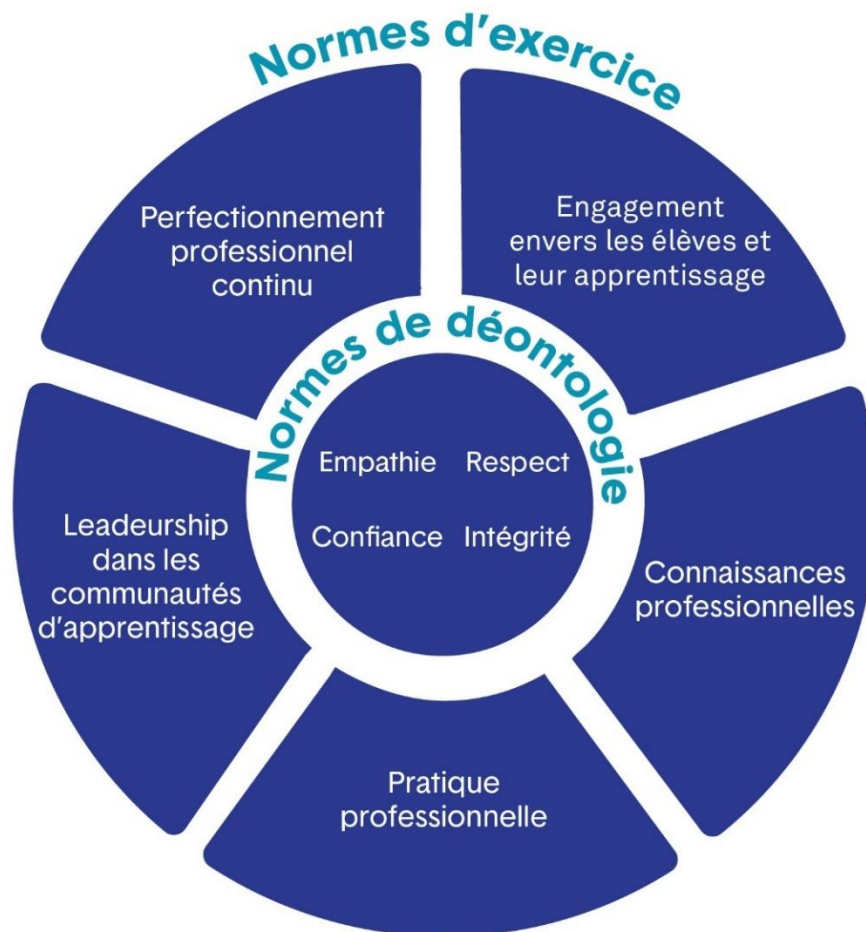 Normes d'exercice
Perfectionnement
professionnel
continu
Engagement
envers les élèves et
leur apprentissage
Normes de déontologie
Empathie Respect
Confiance Intégrité
Leadeurship
dans les
communautés
d'apprentissage
Connaissances
professionnelles
Pratique
professionnelle